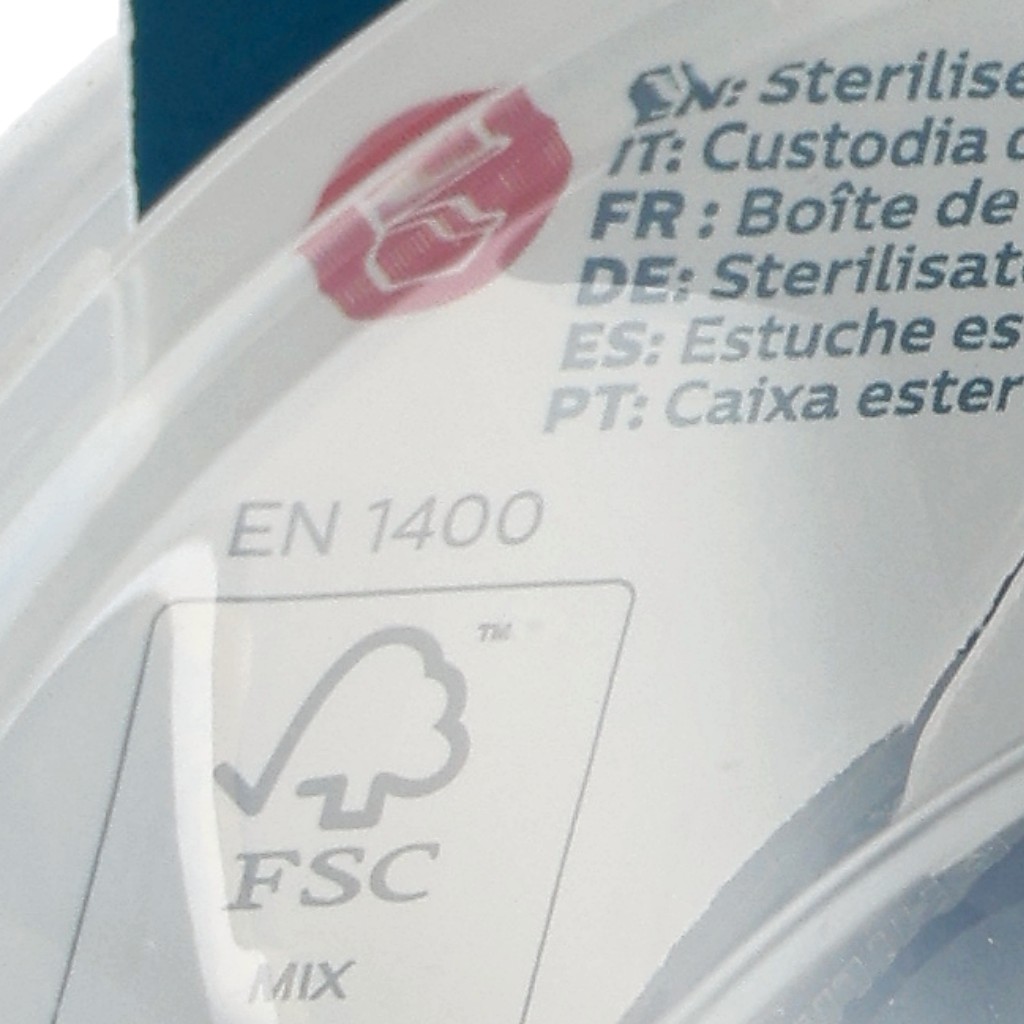 EN: Sterilise
IT: Custodia
FR : Boîte de
DE: Sterilisat
ES: Estuche es
PT: Caixa ester
EN 1400
TM
FSC
MIX